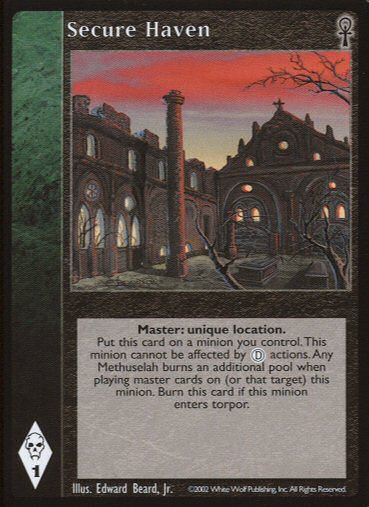 Secure Haven
Master: unique location.
Put this card on a minion you control. This
minion cannot be affected by Ⓓ actions. Any
Methuselah burns an additional pool when
playing master cards on (or that target) this
minion. Burn this card if this minion
enters torpor.
1
Illus. Edward Beard, Jr. ©2002 White Wolf Publishing, Inc. All Rights Reserved.